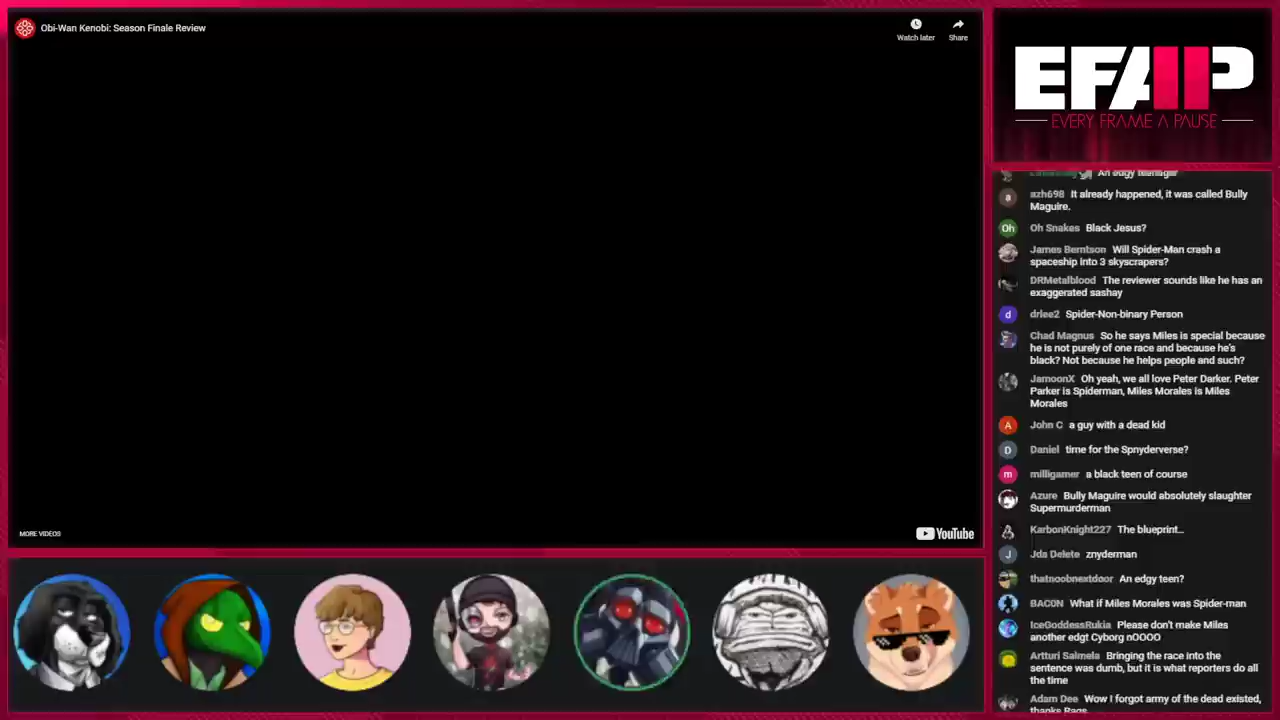 Obi-Wan Kenobi: Season Finale Review
Watch later
Share
MORE VIDEOS
YouTube
EFAP
EVERY FRAME A PAUSE
An edgy teenager
azh698 It already happened, it was called Bully
Maguire.
Oh
Oh Snakes Black Jesus?
James Berntson Will Spider-Man crash a
spaceship into 3 skyscrapers?
DRMetalblood The reviewer sounds like he has an
exaggerated sashay
d
drlee2 Spider-Non-binary Person
Chad Magnus So he says Miles is special because
he is not purely of one race and because he's
black? Not because he helps people and such?
JamoonX Oh yeah, we all love Peter Darker. Peter
Parker is Spiderman, Miles Morales is Miles
Morales
A
John C a guy with a dead kid
D
Daniel time for the Spnyderverse?
m
milligamer a black teen of course
Azure Bully Maguire would absolutely slaughter
Supermurderman
KarbonKnight227 The blueprint...
J
Jda Delete znyderman
thatnoobnextdoor An edgy teen?
BACON What if Miles Morales was Spider-man
IceGoddessRukia Please don't make Miles
another edgt Cyborg nOOOO
Artturi Salmela Bringing the race into the
sentence was dumb, but it is what reporters do all
the time
Adam Dee Wow I forgot army of the dead existed,
thanks Rags